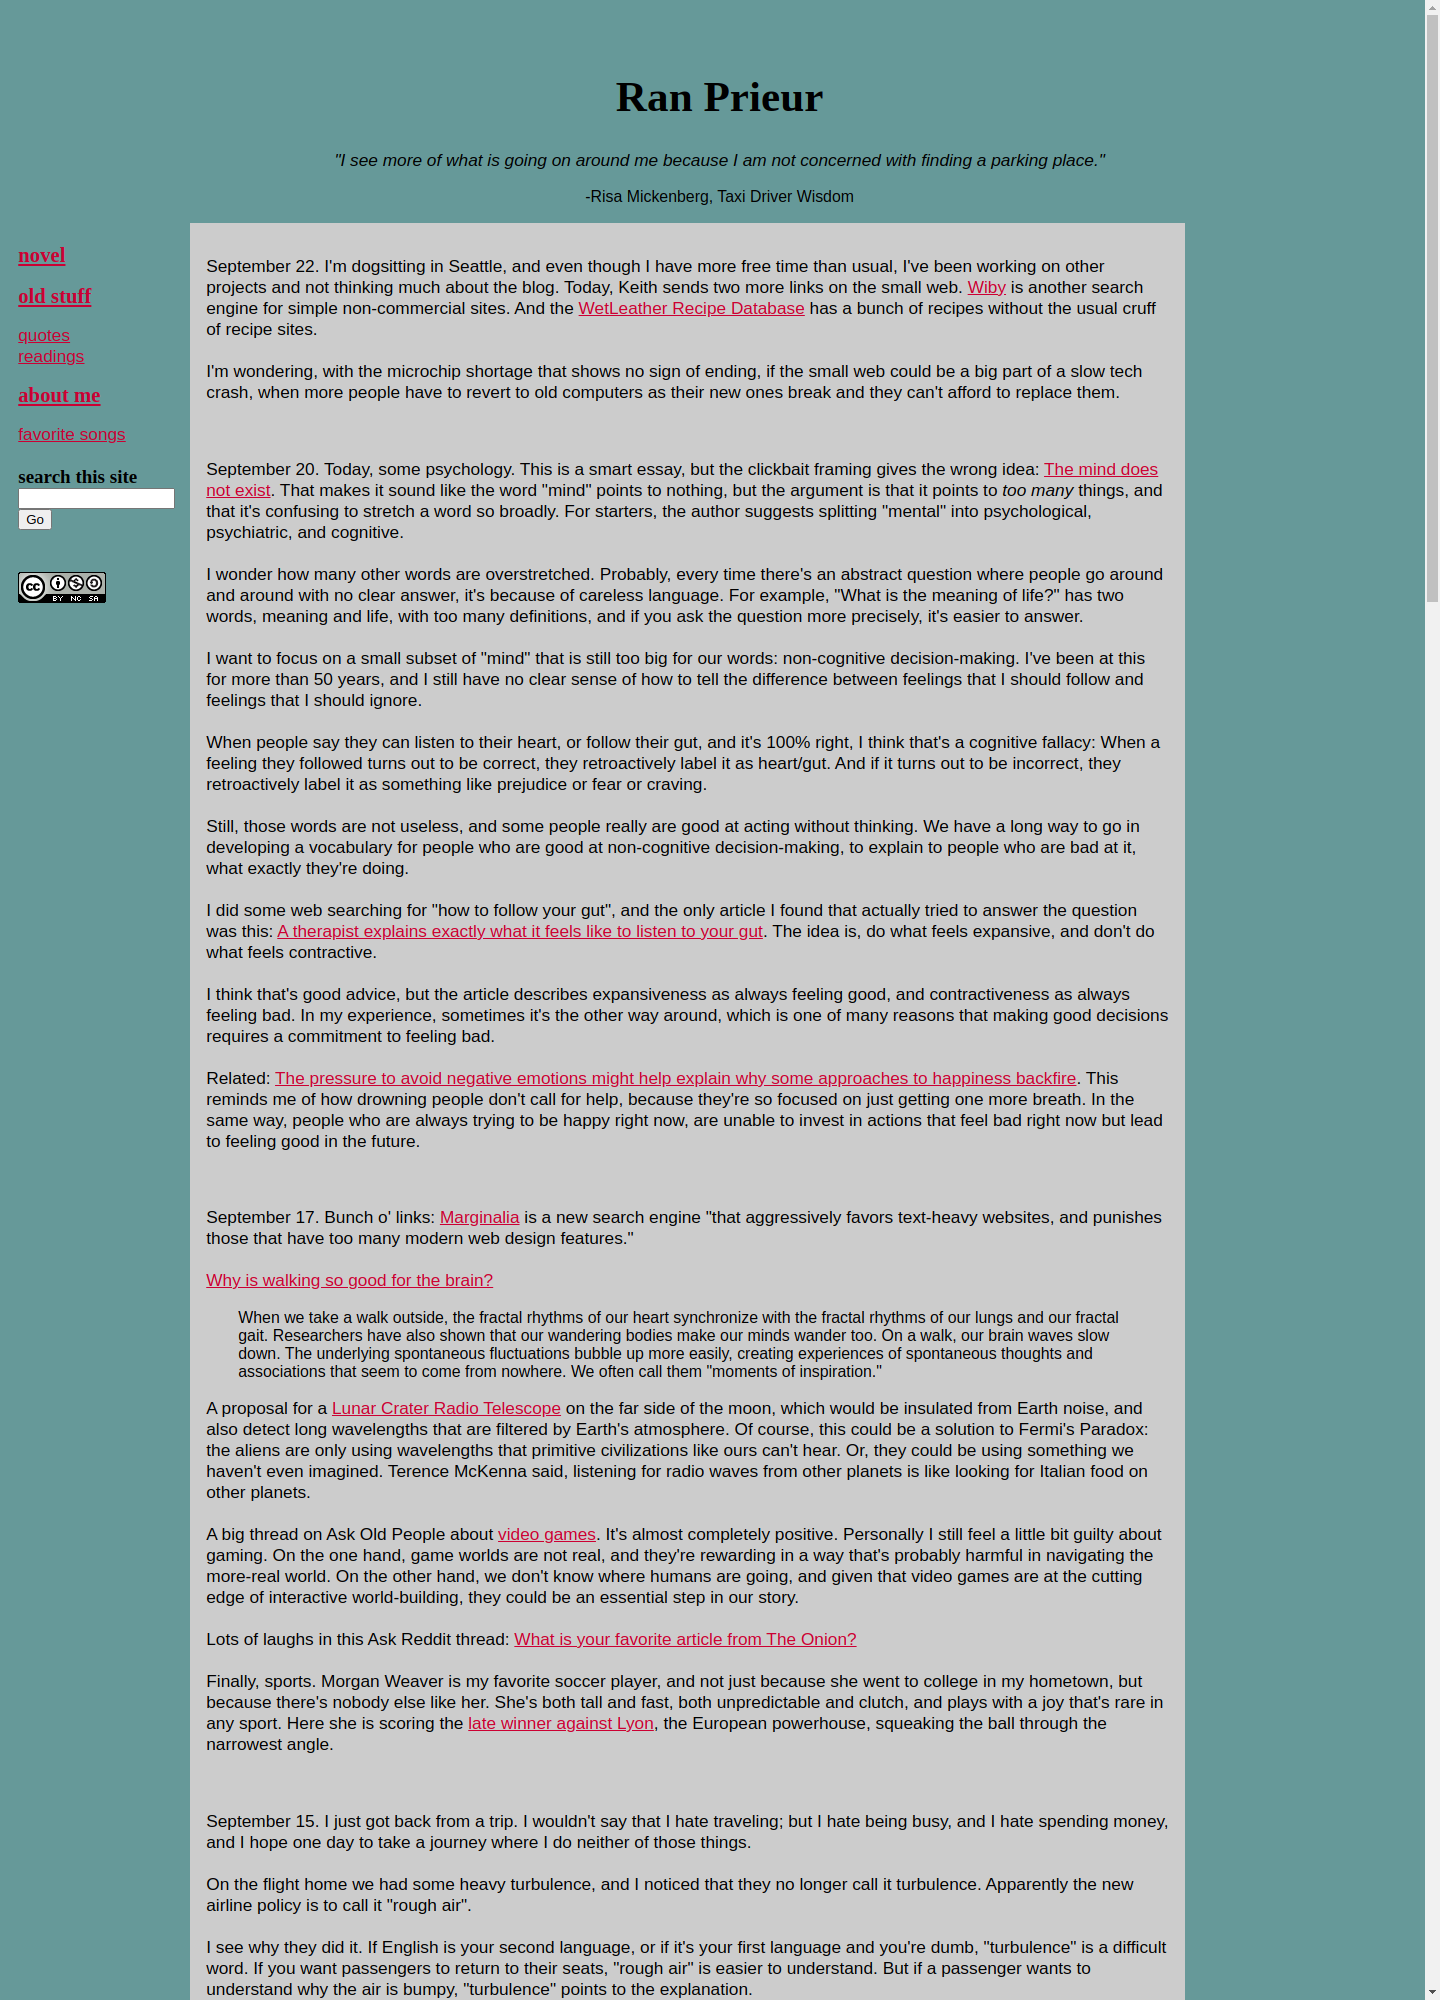 Ran Prieur
"I see more of what is going on around me because I am not concerned with finding a parking place."
-Risa Mickenberg, Taxi Driver Wisdom
novel
old stuff
quotes
readings
about me
favorite songs
search this site
Go
cc
BY NC SA
September 22. I'm dogsitting in Seattle, and even though I have more free time than usual, I've been working on other
projects and not thinking much about the blog. Today, Keith sends two more links on the small web. Wiby is another search
engine for simple non-commercial sites. And the WetLeather Recipe Database has a bunch of recipes without the usual cruff
of recipe sites.
I'm wondering, with the microchip shortage that shows no sign of ending, if the small web could be a big part of a slow tech
crash, when more people have to revert to old computers as their new ones break and they can't afford to replace them.
September 20. Today, some psychology. This is a smart essay, but the clickbait framing gives the wrong idea: The mind does
not exist. That makes it sound like the word "mind" points to nothing, but the argument is that it points to too many things, and
that it's confusing to stretch a word so broadly. For starters, the author suggests splitting "mental" into psychological,
psychiatric, and cognitive.
I wonder how many other words are overstretched. Probably, every time there's an abstract question where people go around
and around with no clear answer, it's because of careless language. For example, "What is the meaning of life?" has two
words, meaning and life, with too many definitions, and if you ask the question more precisely, it's easier to answer.
I want to focus on a small subset of "mind" that is still too big for our words: non-cognitive decision-making. I've been at this
for more than 50 years, and I still have no clear sense of how to tell the difference between feelings that I should follow and
feelings that I should ignore.
When people say they can listen to their heart, or follow their gut, and it's 100% right, I think that's a cognitive fallacy: When a
feeling they followed turns out to be correct, they retroactively label it as heart/gut. And if it turns out to be incorrect, they
retroactively label it as something like prejudice or fear or craving.
Still, those words are not useless, and some people really are good at acting without thinking. We have a long way to go in
developing a vocabulary for people who are good at non-cognitive decision-making, to explain to people who are bad at it,
what exactly they're doing.
I did some web searching for "how to follow your gut", and the only article I found that actually tried to answer the question
was this: A therapist explains exactly what it feels like to listen to your gut. The idea is, do what feels expansive, and don't do
what feels contractive.
I think that's good advice, but the article describes expansiveness as always feeling good, and contractiveness as always
feeling bad. In my experience, sometimes it's the other way around, which is one of many reasons that making good decisions
requires a commitment to feeling bad.
Related: The pressure to avoid negative emotions might help explain why some approaches to happiness backfire. This
reminds me of how drowning people don't call for help, because they're so focused on just getting one more breath. In the
same way, people who are always trying to be happy right now, are unable to invest in actions that feel bad right now but lead
to feeling good in the future.
September 17. Bunch o' links: Marginalia is a new search engine "that aggressively favors text-heavy websites, and punishes
those that have too many modern web design features."
Why is walking so good for the brain?
When we take a walk outside, the fractal rhythms of our heart synchronize with the fractal rhythms of our lungs and our fractal
gait. Researchers have also shown that our wandering bodies make our minds wander too. On a walk, our brain waves slow
down. The underlying spontaneous fluctuations bubble up more easily, creating experiences of spontaneous thoughts and
associations that seem to come from nowhere. We often call them "moments of inspiration."
A proposal for a Lunar Crater Radio Telescope on the far side of the moon, which would be insulated from Earth noise, and
also detect long wavelengths that are filtered by Earth's atmosphere. Of course, this could be a solution to Fermi's Paradox:
the aliens are only using wavelengths that primitive civilizations like ours can't hear. Or, they could be using something we
haven't even imagined. Terence McKenna said, listening for radio waves from other planets is like looking for Italian food on
other planets.
A big thread on Ask Old People about video games. It's almost completely positive. Personally I still feel a little bit guilty about
gaming. On the one hand, game worlds are not real, and they're rewarding in a way that's probably harmful in navigating the
more-real world. On the other hand, we don't know where humans are going, and given that video games are at the cutting
edge of interactive world-building, they could be an essential step in our story.
Lots of laughs in this Ask Reddit thread: What is your favorite article from The Onion?
Finally, sports. Morgan Weaver is my favorite soccer player, and not just because she went to college in my hometown, but
because there's nobody else like her. She's both tall and fast, both unpredictable and clutch, and plays with a joy that's rare in
any sport. Here she is scoring the late winner against Lyon, the European powerhouse, squeaking the ball through the
narrowest angle.
September 15. I just got back from a trip. I wouldn't say that I hate traveling; but I hate being busy, and I hate spending money,
and I hope one day to take a journey where I do neither of those things.
On the flight home we had some heavy turbulence, and I noticed that they no longer call it turbulence. Apparently the new
airline policy is to call it "rough air".
I see why they did it. If English is your second language, or if it's your first language and you're dumb, "turbulence" is a difficult
word. If you want passengers to return to their seats, "rough air" is easier to understand. But if a passenger wants to
understand why the air is bumpy, "turbulence" points to the explanation.